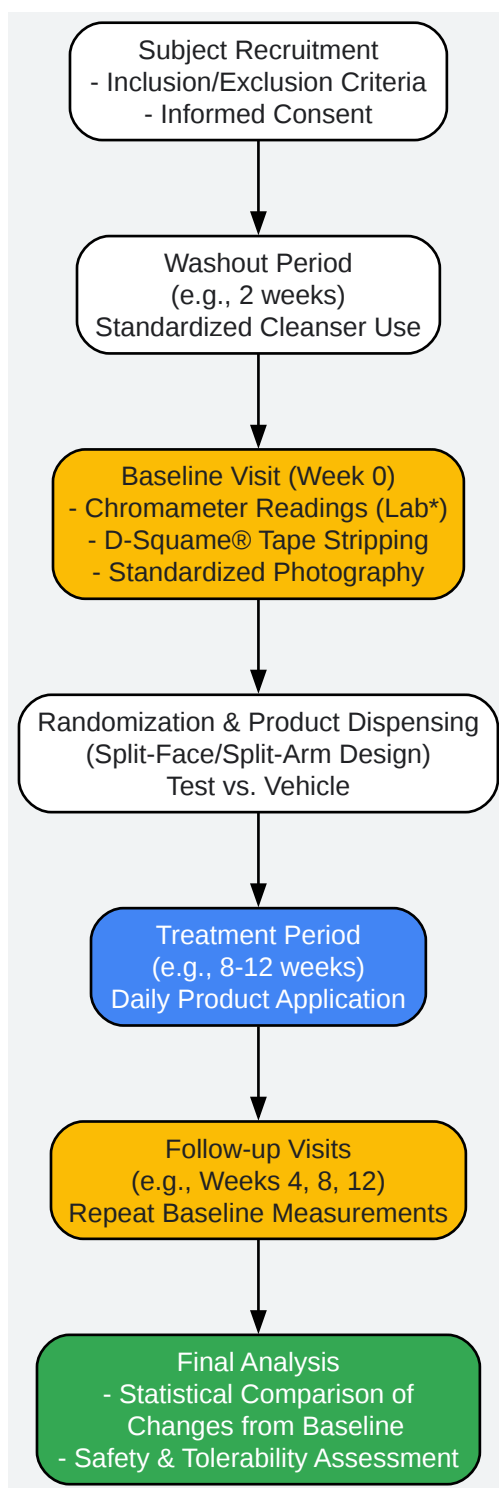 Subject Recruitment
- Inclusion/Exclusion Criteria
- Informed Consent
Washout Period
(e.g., 2 weeks)
Standardized Cleanser Use
Baseline Visit (Week 0)
- Chromameter Readings (Lab*)
- D-Squame® Tape Stripping
- Standardized Photography
Randomization & Product Dispensing
(Split-Face/Split-Arm Design)
Test vs. Vehicle
Treatment Period
(e.g., 8-12 weeks)
Daily Product Application
Follow-up Visits
(e.g., Weeks 4, 8, 12)
Repeat Baseline Measurements
Final Analysis
- Statistical Comparison of
Changes from Baseline
- Safety & Tolerability Assessment